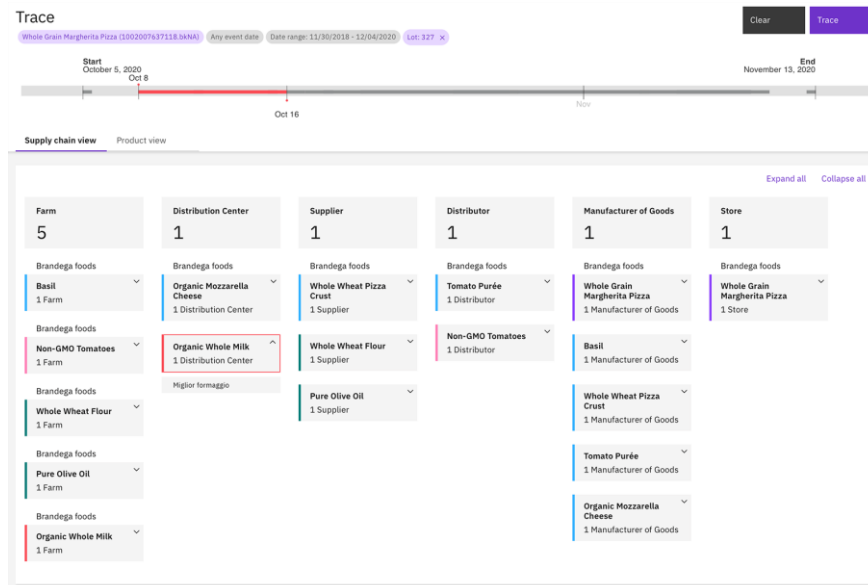 Trace
Clear
Trace
Whole Grain Margherita Pizza (1002007637118.bkNA)
Any event date
Date range: 11/30/2018 - 12/04/2020
Lot: 327 ×
Start
October 5, 2020
Oct 8
End
November 13, 2020
Nov
Oct 16
Supply chain view
Product view
Expand all
Collapse all
Farm
5
Brandega foods
Basil
1 Farm
Brandega foods
Non-GMO Tomatoes
1 Farm
Brandega foods
Whole Wheat Flour
1 Farm
Brandega foods
Pure Olive Oil
1 Farm
Brandega foods
Organic Whole Milk
1 Farm
Distribution Center
1
Brandega foods
Organic Mozzarella
Cheese
1 Distribution Center
Organic Whole Milk
1 Distribution Center
Miglior formaggio
Supplier
1
Brandega foods
Whole Wheat Pizza
Crust
1 Supplier
Whole Wheat Flour
1 Supplier
Pure Olive Oil
1 Supplier
Distributor
1
Brandega foods
Tomato Purée
1 Distributor
Non-GMO Tomatoes
1 Distributor
Manufacturer of Goods
1
Brandega foods
Whole Grain
Margherita Pizza
1 Manufacturer of Goods
Basil
1 Manufacturer of Goods
Whole Wheat Pizza
Crust
1 Manufacturer of Goods
Tomato Purée
1 Manufacturer of Goods
Organic Mozzarella
Cheese
1 Manufacturer of Goods
Store
1
Brandega foods
Whole Grain
Margherita Pizza
1 Store